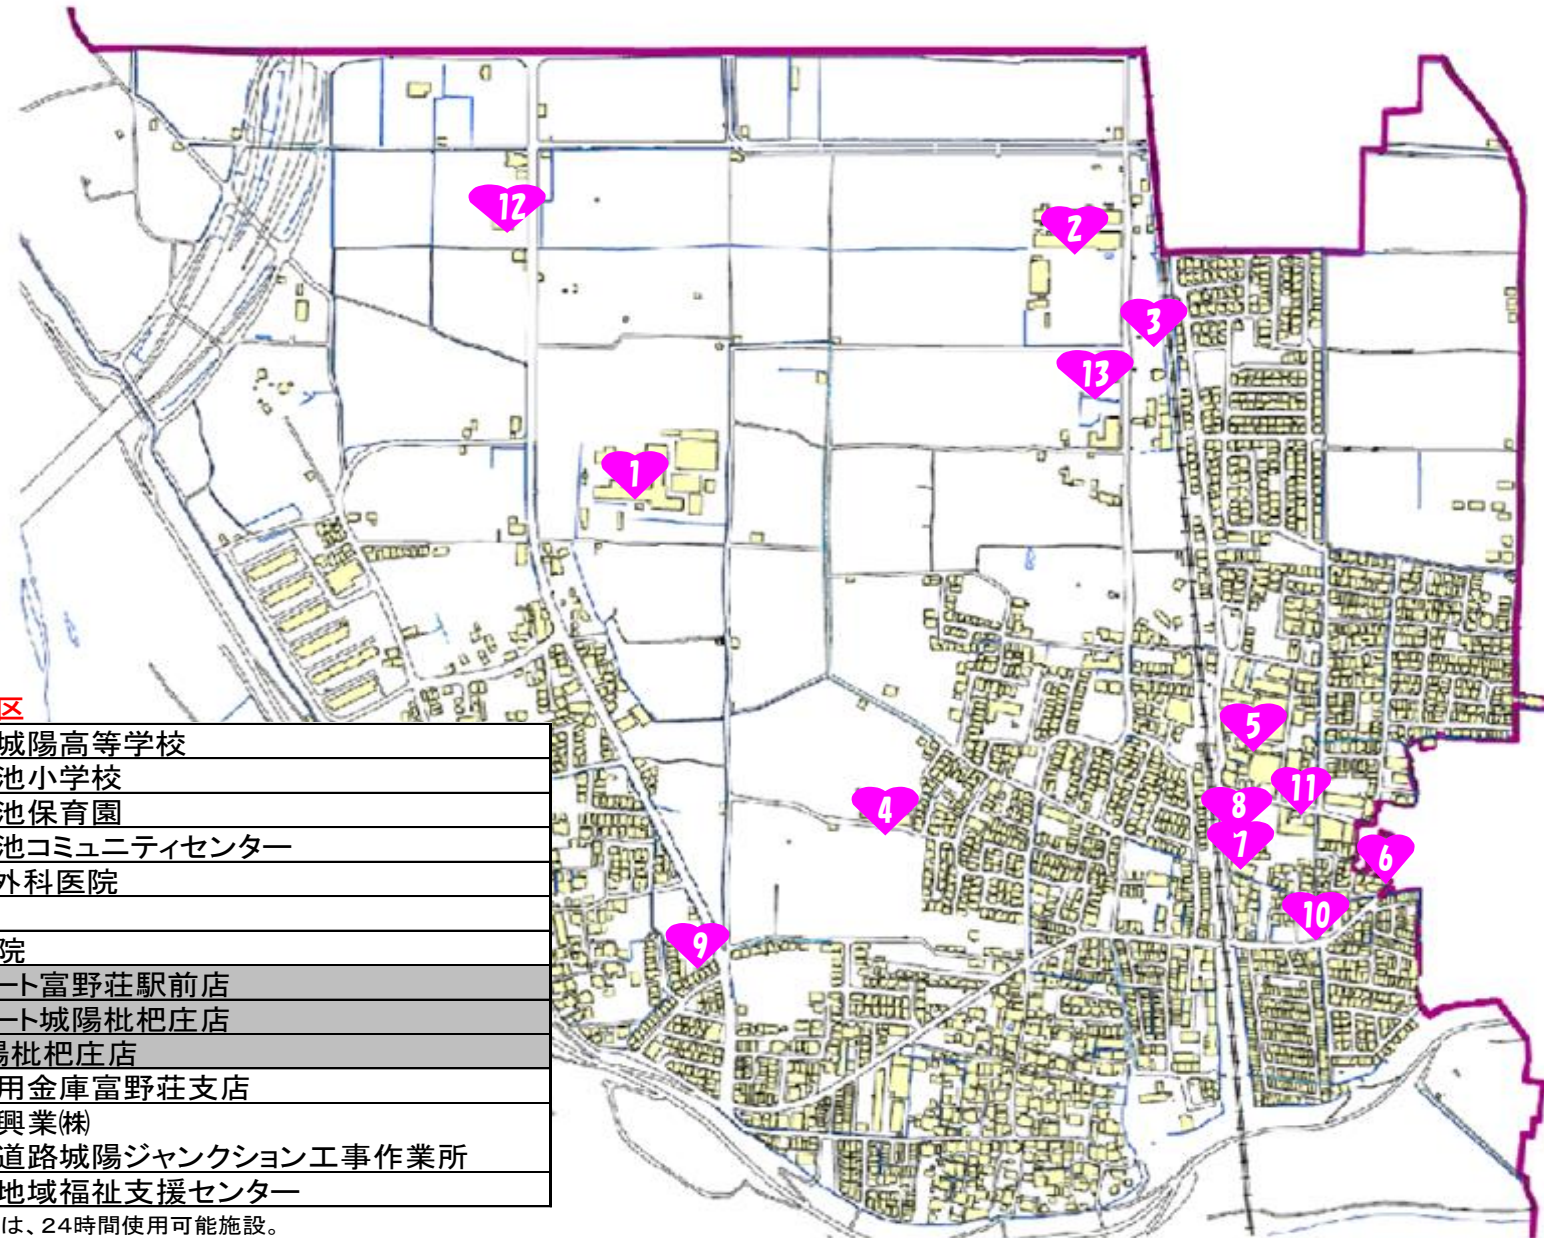 12
2
3
13
1
5
11
8
4
7
6
10
9
区
城陽高等学校
池小学校
池保育園
池コミュニティセンター
外科医院
院
ート富野荘駅前店
ート城陽枇杷庄店
陽枇杷庄店
用金庫富野荘支店
興業㈱
道路城陽ジャンクション工事作業所
地域福祉支援センター
は、24時間使用可能施設。